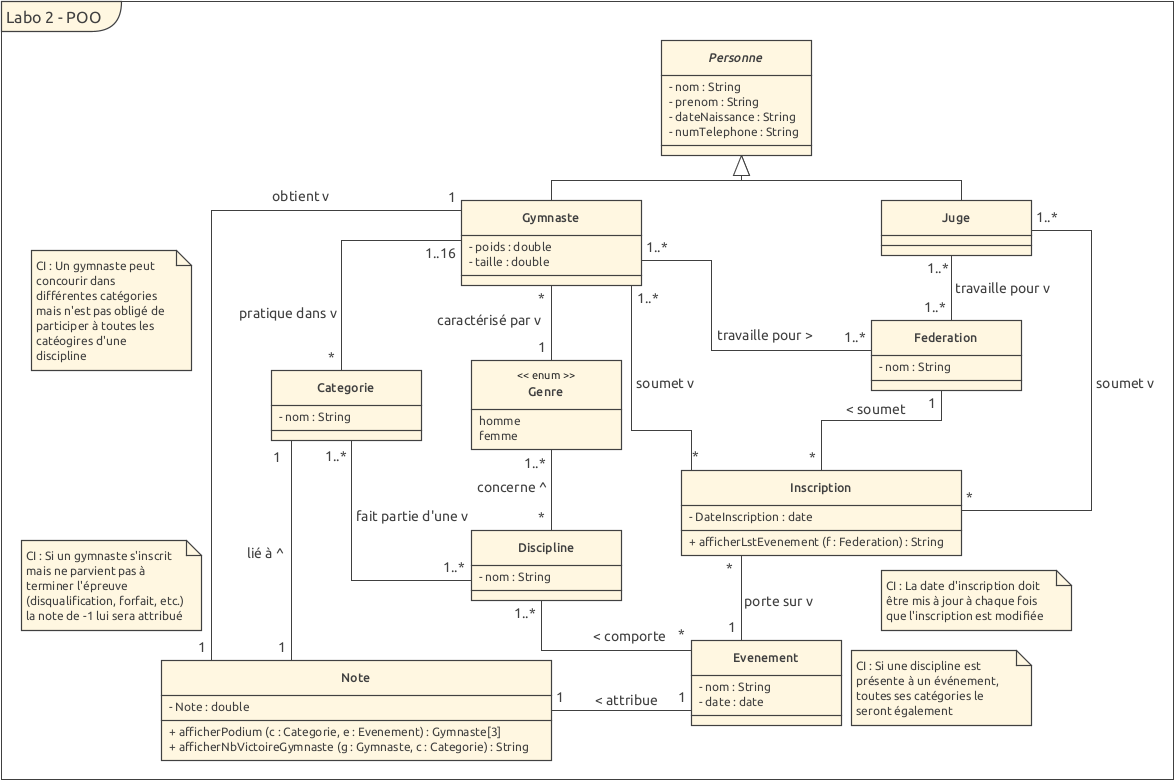 Labo 2 - POO
Personne
- nom : String
- prenom : String
- dateNaissance : String
- numTelephone : String
obtient v
1
Gymnaste
- poids : double
- taille : double
Juge
1..*
1..16
1..*
CI : Un gymnaste peut
concourir dans
différentes catégories
mais n'est pas obligé de
participer à toutes les
catéogires d'une
discipline
*
1..*
1..*
travaille pour v
1..*
pratique dans v
caractérisé par v
travaille pour >
1..*
*
1
Federation
- nom : String
Categorie
- nom : String
<< enum >>
Genre
homme
femme
soumet v
soumet v
< soumet
1
1
1..*
1..*
*
*
concerne ^
*
fait partie d'une v
Inscription
- DateInscription : date
+ afficherLstEvenement (f : Federation) : String
*
lié à ^
Discipline
- nom : String
1..*
CI : Si un gymnaste s'inscrit
mais ne parvient pas à
terminer l'épreuve
(disqualification, forfait, etc.)
la note de -1 lui sera attribué
*
CI : La date d'inscription doit
être mis à jour à chaque fois
que l'inscription est modifiée
porte sur v
1..*
< comporte
*
1
1
1
Evenement
- nom : String
- date : date
CI : Si une discipline est
présente à un événement,
toutes ses catégories le
seront également
Note
- Note : double
+ afficherPodium (c : Categorie, e : Evenement) : Gymnaste[3]
+ afficherNbVictoireGymnaste (g : Gymnaste, c : Categorie) : String
1
< attribue
1